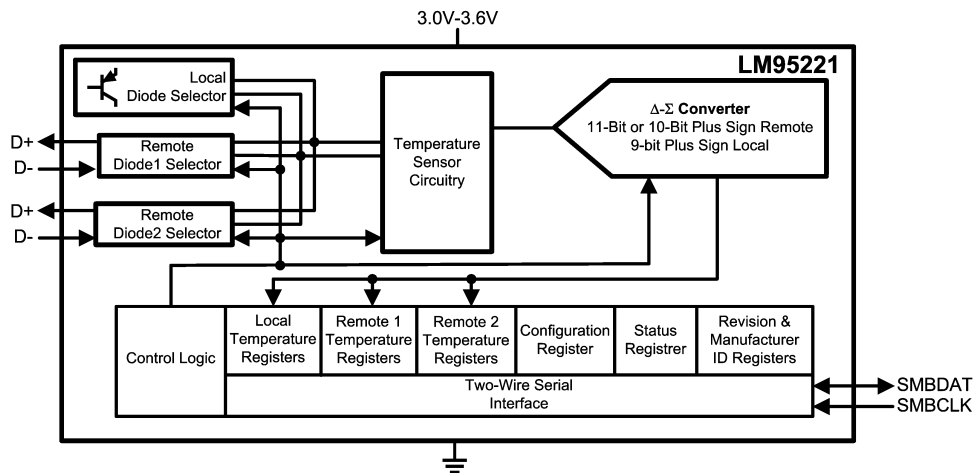 3.0V-3.6V
LM95221
Local
Diode Selector
D+
D-
Remote
Diode1 Selector
D+
D-
Remote
Diode2 Selector
Temperature
Sensor
Circuitry
Δ-Σ Converter
11-Bit or 10-Bit Plus Sign Remote
9-bit Plus Sign Local
Control Logic
Local
Temperature
Registers
Remote 1
Temperature
Registers
Remote 2
Temperature
Registers
Configuration
Register
Status
Registrer
Revision &
Manufacturer
ID Registers
Two-Wire Serial
Interface
SMBDAT
SMBCLK